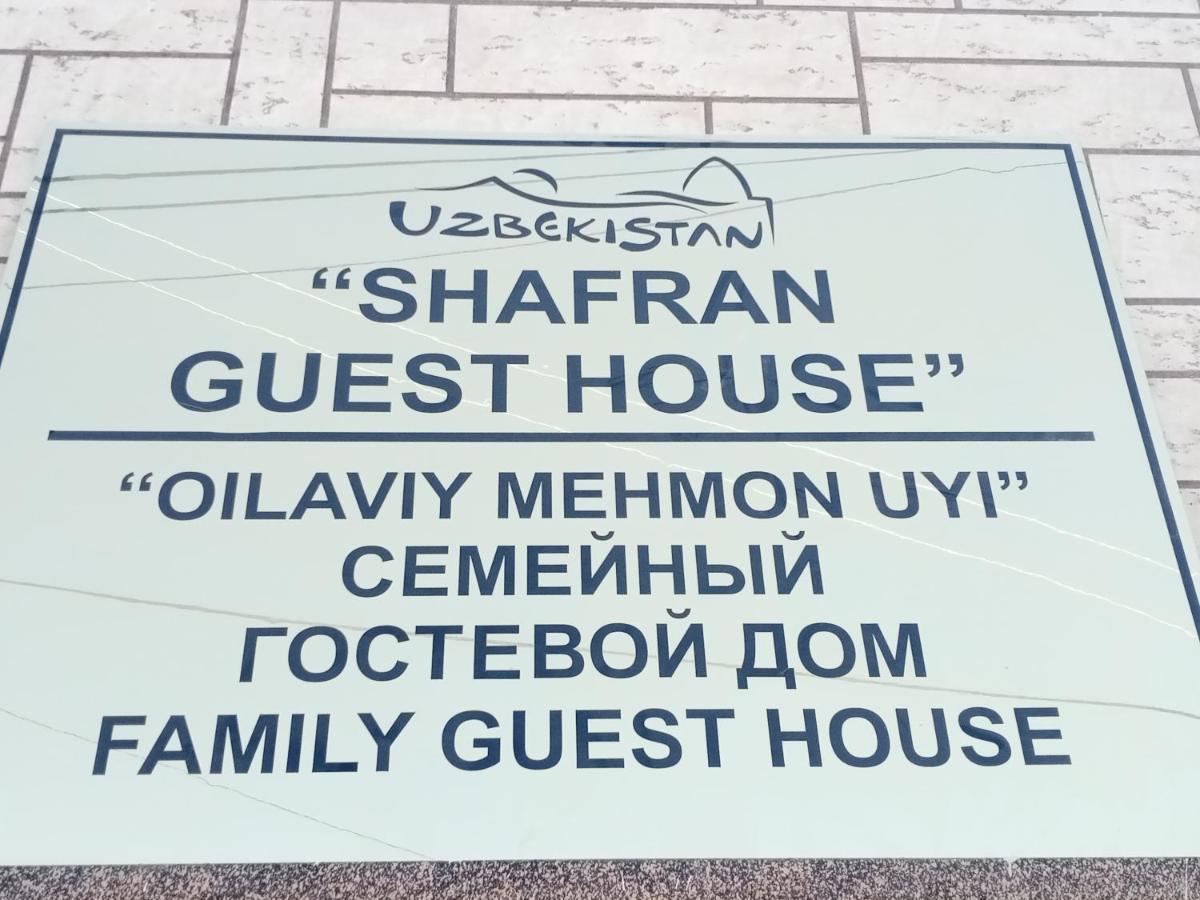 UZBEKISTAN
“SHAFRAN
GUEST HOUSE”
“OILAVIY MEHMON UYI”
СЕМЕЙНЫЙ
ГОСТЕВОЙ ДОМ
FAMILY GUEST HOUSE